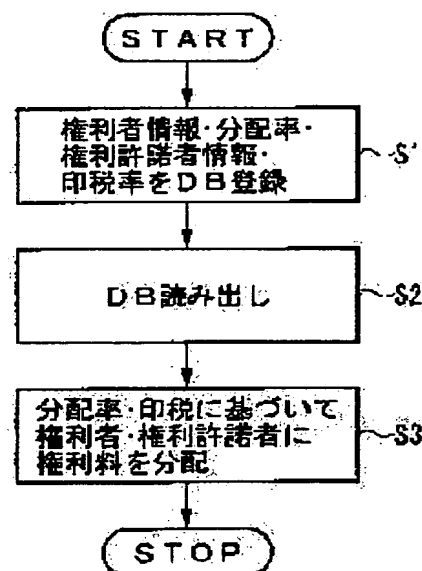 START
権利者情報・分配率・
権利許諾者情報・
印税率をDB登録
DB読み出し
S2
分配率・印税に基づいて
権利者・権利許諾者に
権利料を分配
S3
STOP